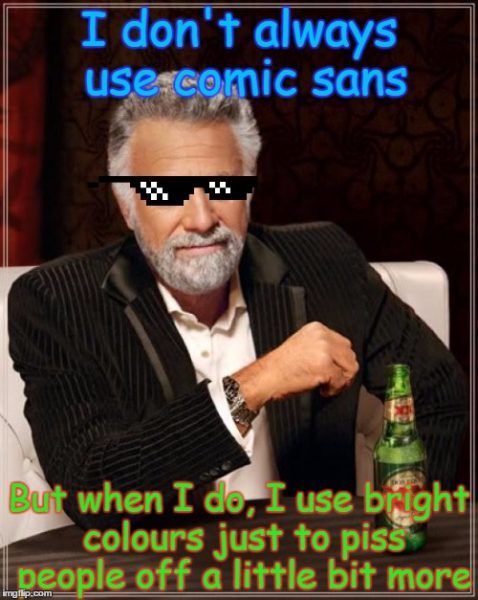 I don't always
use comic sans
XX
But when I do, I use bright
colours just to piss
people off a little bit more
imgflip.com